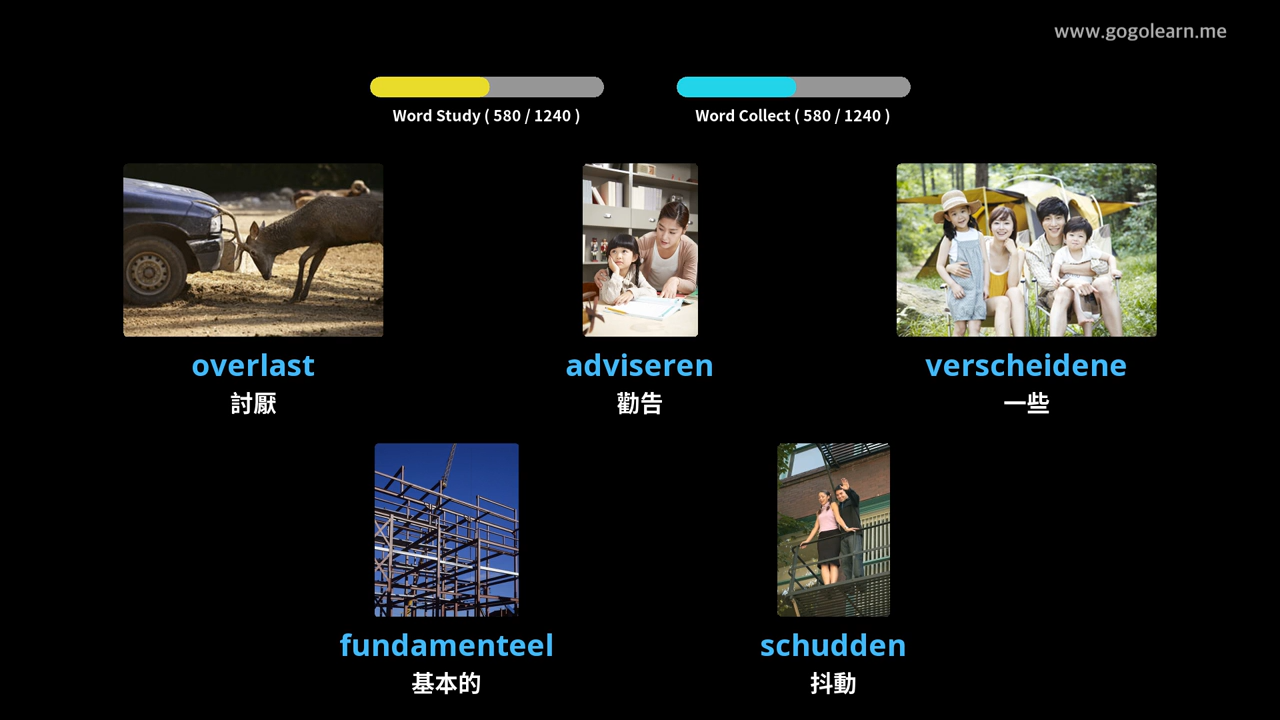 www.gogolearn.me
Word Study ( 580 / 1240 )
Word Collect ( 580 / 1240 )
overlast
討厭
adviseren
勸告
verscheidene
一些
fundamenteel
基本的
schudden
抖動